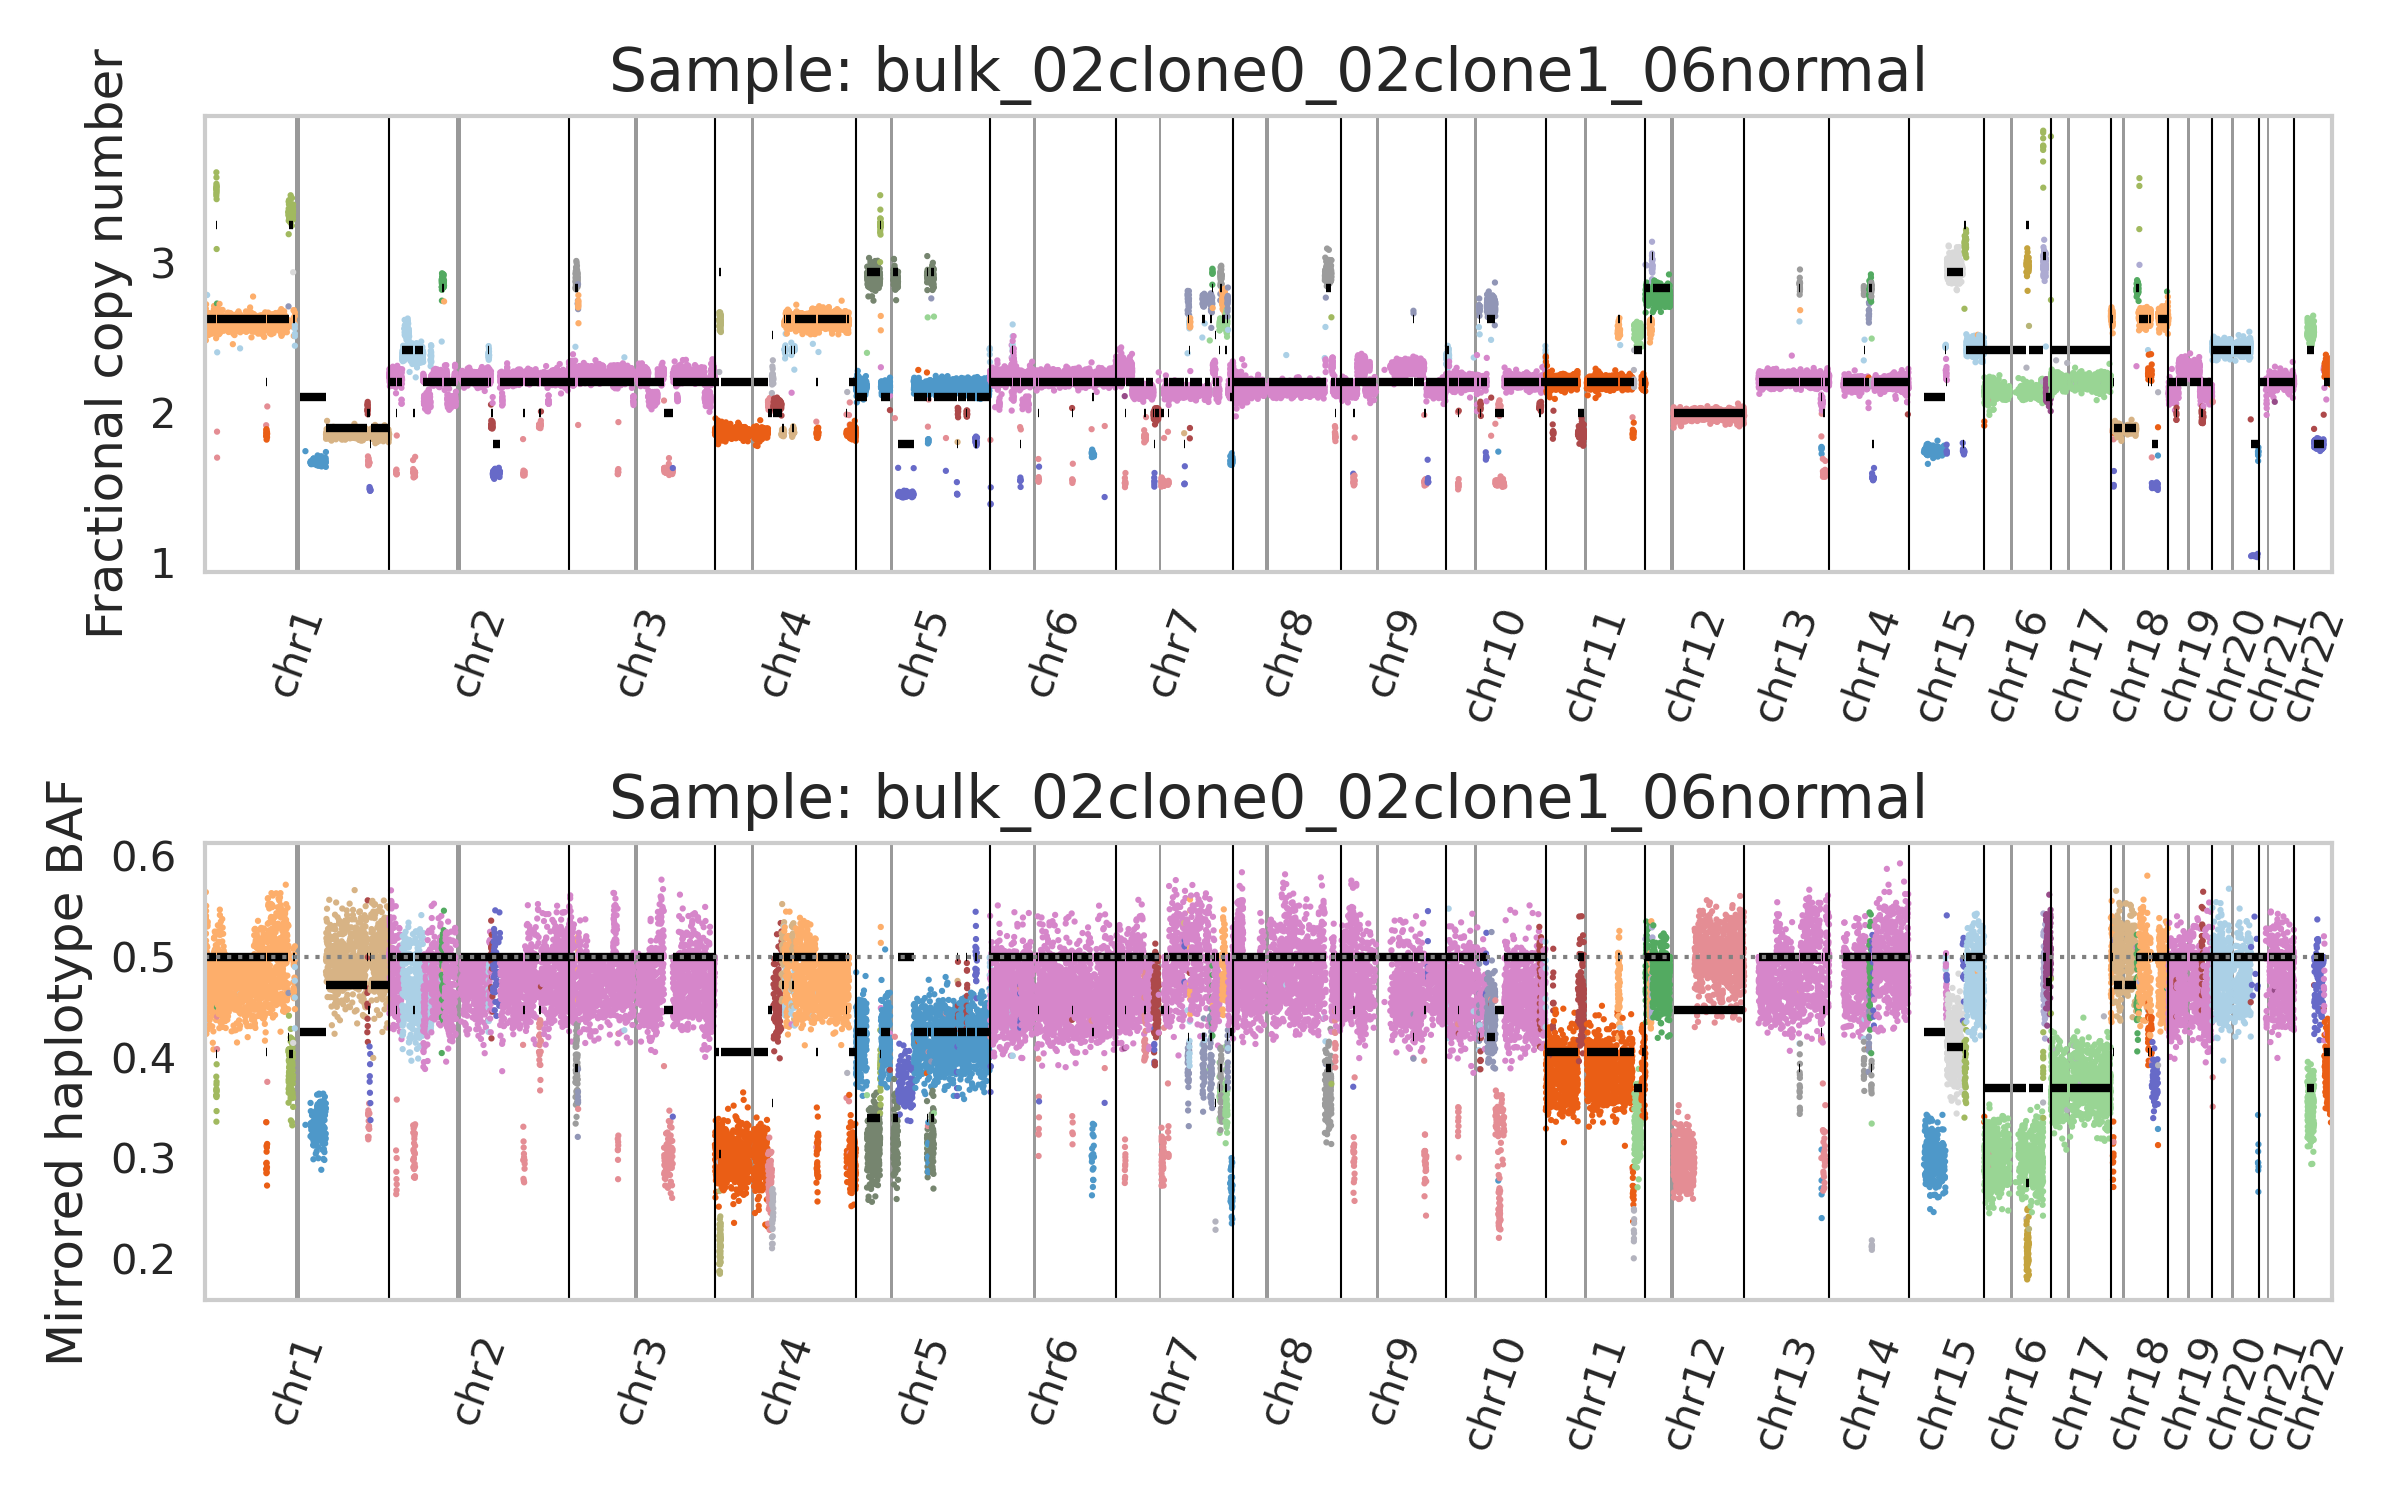 Sample: bulk_02clone0_02clone1_06normal
Fractional copy number
3
2
1
chr1 chr2 chr3 chr4 chr5 chr6 chr7 chr8 chr9 chr10 chr11 chr12 chr13 chr14 chr15 chr16 chr17 chr18 chr19 chr20 chr21 chr22
Sample: bulk_02clone0_02clone1_06normal
Mirrored haplotype BAF
0.6
0.5
0.4
0.3
0.2
chr1 chr2 chr3 chr4 chr5 chr6 chr7 chr8 chr9 chr10 chr11 chr12 chr13 chr14 chr15 chr16 chr17 chr18 chr19 chr20 chr21 chr22